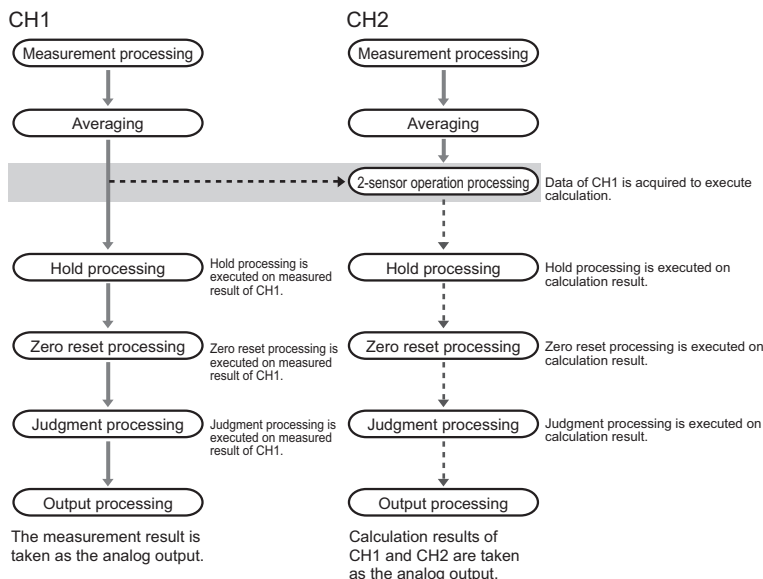 CH1
CH2
Measurement processing
Measurement processing
Averaging
Averaging
2-sensor operation processing
Data of CH1 is acquired to execute
calculation.
Hold processing
Hold processing is
executed on measured
result of CH1.
Hold processing
Hold processing is executed on
calculation result.
Zero reset processing
Zero reset processing is
executed on measured
result of CH1.
Zero reset processing
Zero reset processing is executed on
calculation result.
Judgment processing
Judgment processing is
executed on measured
result of CH1.
Judgment processing
Judgment processing is executed on
calculation result.
Output processing
Output processing
The measurement result is
taken as the analog output.
Calculation results of
CH1 and CH2 are taken
as the analog output.